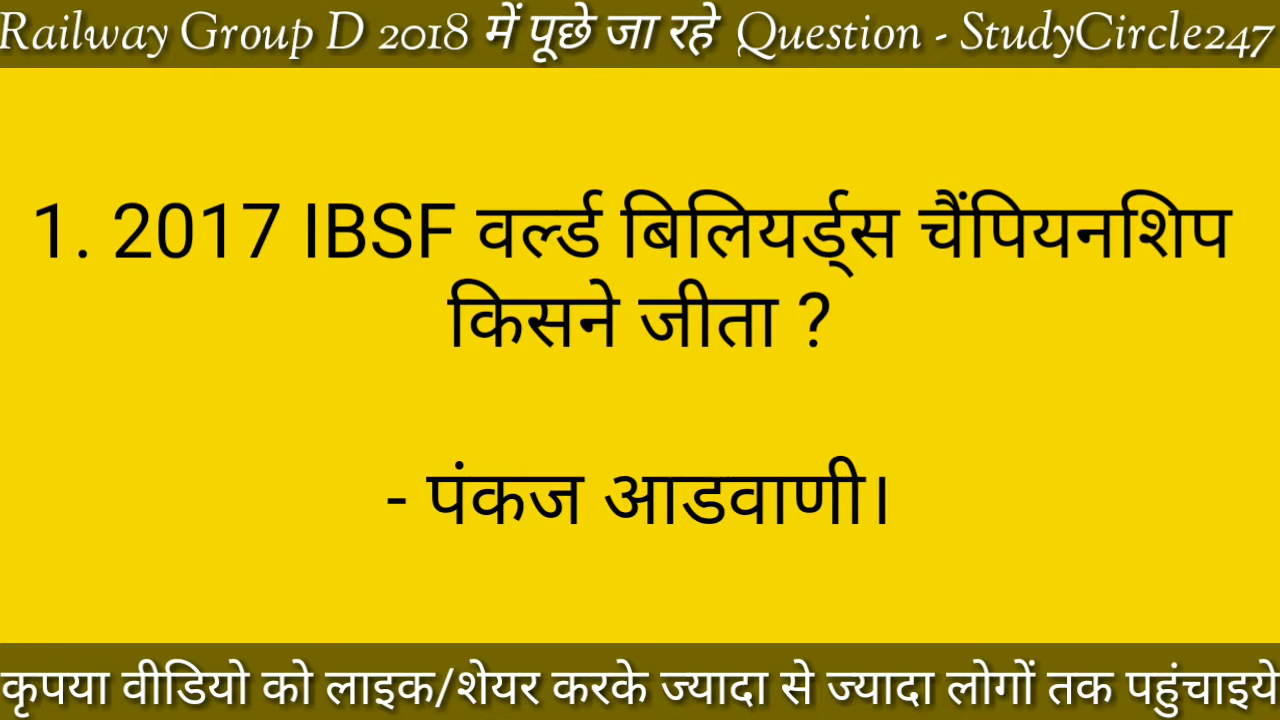 Railway Group D 2018 में पूछे जा रहे Question - StudyCircle247
1. 2017 IBSF वर्ल्ड बिलियर्ड्स चैंपियनशिप
किसने जीता ?
- पंकज आडवाणी।
कृपया वीडियो को लाइक/शेयर करके ज्यादा से ज्यादा लोगों तक पहुंचाइये